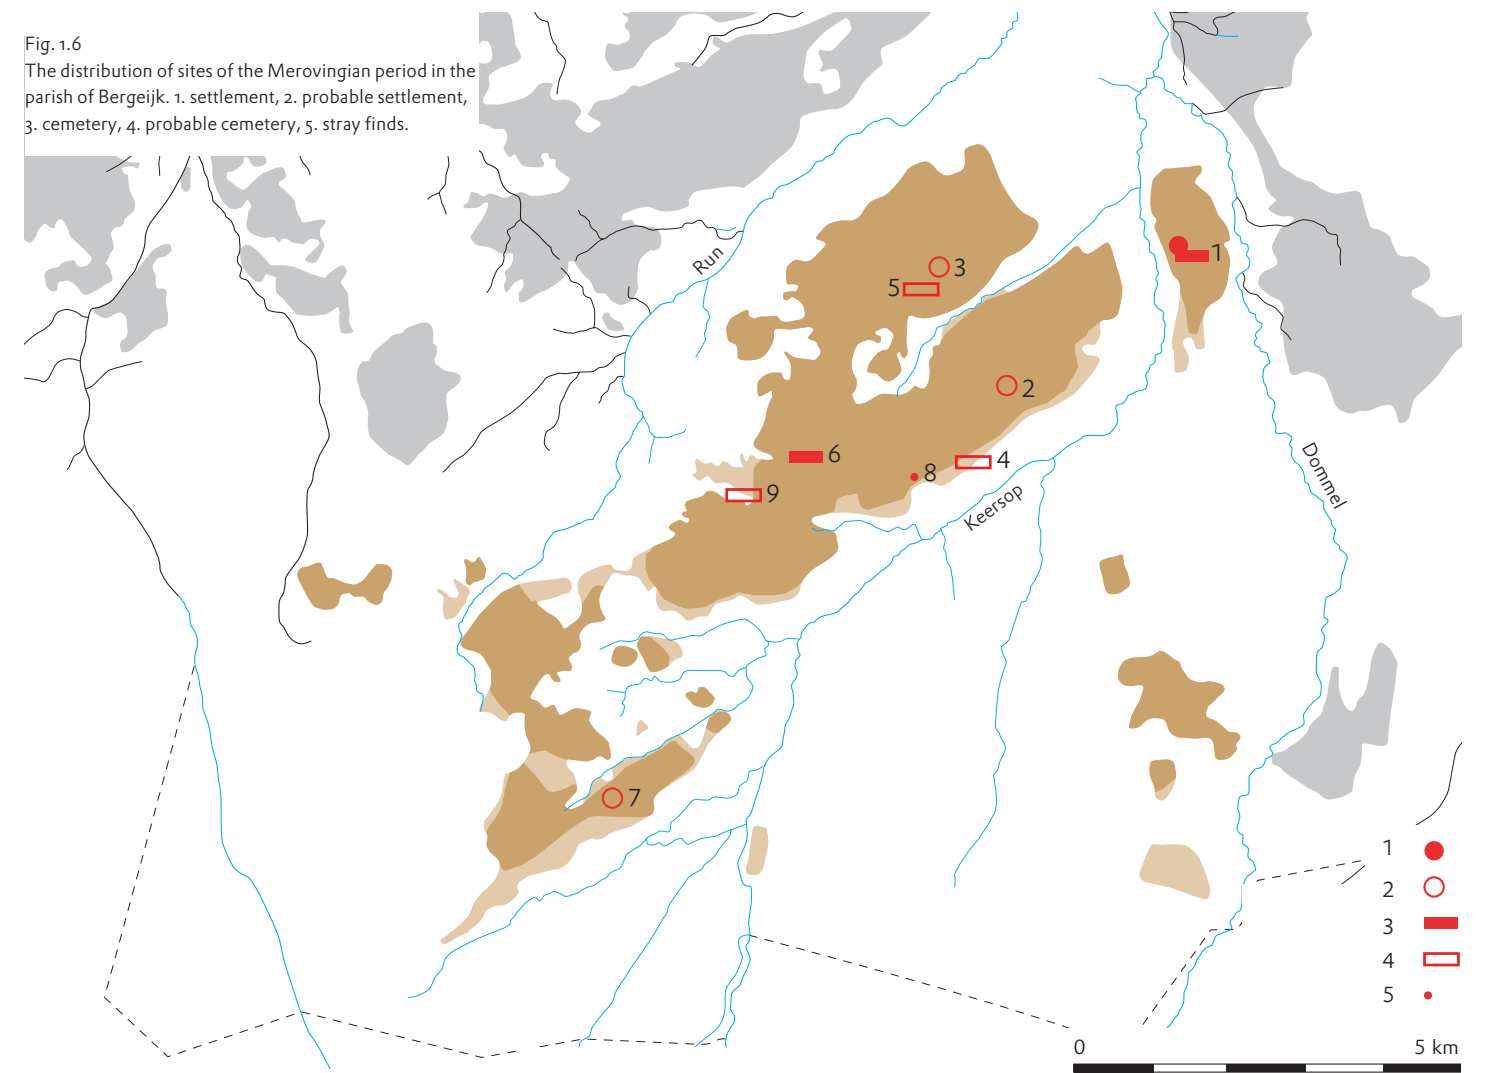 Fig. 1.6
The distribution of sites of the Merovingian period in the
parish of Bergeijk. 1. settlement, 2. probable settlement,
3. cemetery, 4. probable cemetery, 5. stray finds.
Run
1
3
5
2
Dommel
6
4
8
9
Keersop
7
1
2
3
4
5
0
5 km